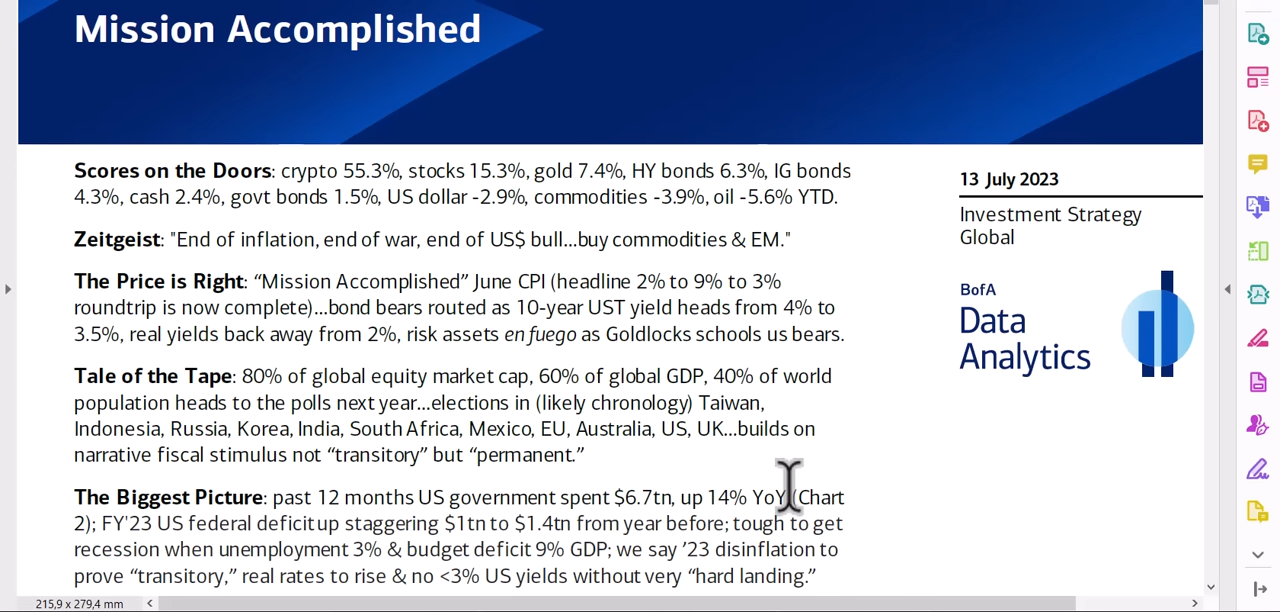 Mission Accomplished
Scores on the Doors: crypto 55.3%, stocks 15.3%, gold 7.4%, HY bonds 6.3%, IG bonds
4.3%, cash 2.4%, govt bonds 1.5%, US dollar -2.9%, commodities -3.9%, oil -5.6% YTD.
Zeitgeist: "End of inflation, end of war, end of US$ bull…buy commodities & EM."
The Price is Right: “Mission Accomplished” June CPI (headline 2% to 9% to 3%
roundtrip is now complete)…bond bears routed as 10-year UST yield heads from 4% to
3.5%, real yields back away from 2%, risk assets en fuego as Goldlocks schools us bears.
Tale of the Tape: 80% of global equity market cap, 60% of global GDP, 40% of world
population heads to the polls next year…elections in (likely chronology) Taiwan,
Indonesia, Russia, Korea, India, South Africa, Mexico, EU, Australia, US, UK…builds on
narrative fiscal stimulus not “transitory” but “permanent.”
The Biggest Picture: past 12 months US government spent $6.7tn, up 14% YoY (Chart
2); FY'23 US federal deficit up staggering $1tn to $1.4tn from year before; tough to get
recession when unemployment 3% & budget deficit 9% GDP; we say ’23 disinflation to
prove “transitory,” real rates to rise & no <3% US yields without very “hard landing.”
13 July 2023
Investment Strategy
Global
BofA
Data
Analytics
215,9 x 279,4 mm